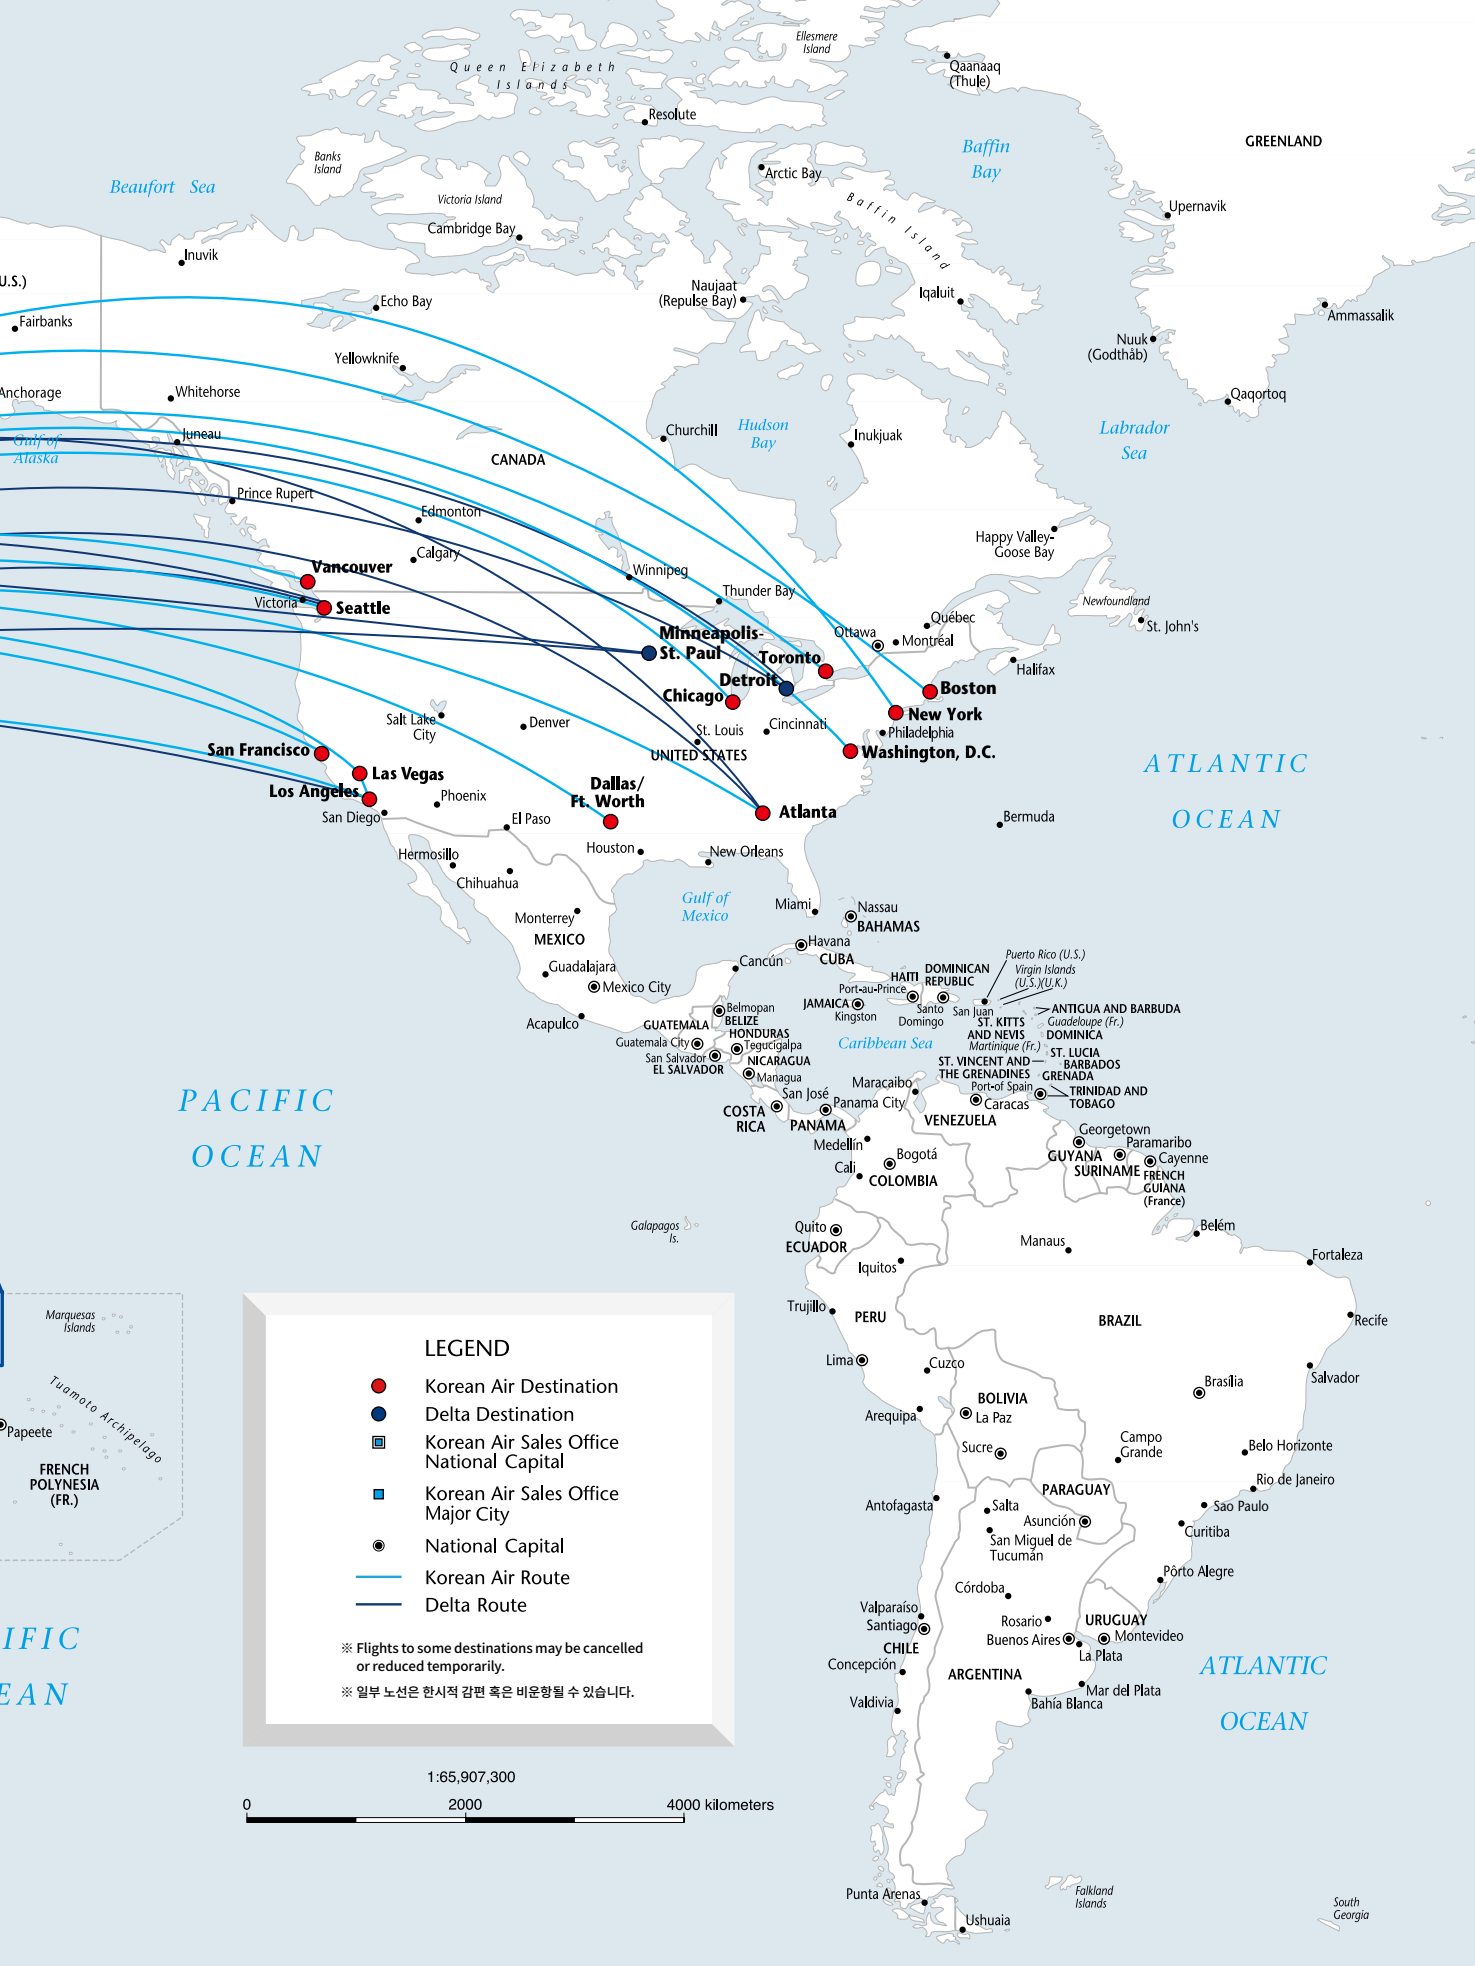 Ellesmere
Island
Queen Elizabeth
Islands
Qaanaaq
(Thule)
Resolute
GREENLAND
Baffin
Bay
Banks
Island
Arctic Bay
Beaufort Sea
Victoria Island
Baffin Island
Upernavik
Cambridge Bay
Inuvik
U.S.)
Naujaat
(Repulse Bay)
Iqaluit
Echo Bay
Ammassalik
Fairbanks
Nuuk
(Godthåb)
Yellowknife
Anchorage
Whitehorse
Qaqortoq
Gulf of
Alaska
Juneau
Churchill
Hudson
Bay
Inukjuak
Labrador
Sea
CANADA
Prince Rupert
Edmonton
Happy Valley-
Goose Bay
Calgary
Vancouver
Winnipeg
Thunder Bay
Victoria
Seattle
Newfoundland
Québec
St. John's
Minneapolis-
St. Paul
Ottawa
Montréal
Toronto
Halifax
Detroit
Boston
Chicago
New York
Salt Lake
City
Denver
St. Louis
Cincinnati
Philadelphia
San Francisco
UNITED STATES
Washington, D.C.
ATLANTIC
OCEAN
Las Vegas
Los Angeles
Phoenix
Dallas/
Ft. Worth
Atlanta
San Diego
El Paso
Bermuda
Hermosillo
Houston
New Orleans
Chihuahua
Gulf of
Mexico
Miami
Nassau
BAHAMAS
Monterrey
MEXICO
Havana
CUBA
Guadalajara
Cancún
Mexico City
HAITI
DOMINICAN
REPUBLIC
Puerto Rico (U.S.)
Virgin Islands
(U.S.)(U.K.)
Port-au-Prince
JAMAICA
Kingston
Santo
Domingo
San Juan
ANTIGUA AND BARBUDA
Guadeloupe (Fr.)
ST. KITTS
AND NEVIS
DOMINICA
Martinique (Fr.)
ST. LUCIA
BARBADOS
ST. VINCENT AND
THE GRENADINES
GRENADA
Port-of Spain
TRINIDAD AND
TOBAGO
Acapulco
Belmopan
BELIZE
GUATEMALA
HONDURAS
Guatemala City
Tegucigalpa
San Salvador
EL SALVADOR
NICARAGUA
Managua
Caribbean Sea
San José
COSTA
RICA
PANAMA
Panama City
Maracaibo
Caracas
VENEZUELA
PACIFIC
OCEAN
Medellín
Bogotá
Cali
COLOMBIA
Georgetown
GUYANA
Paramaribo
SURINAME
Cayenne
FRENCH
GUIANA
(France)
Galapagos
Is.
Quito
ECUADOR
Manaus
Belém
Iquitos
Fortaleza
Trujillo
PERU
BRAZIL
Recife
Marquesas
Islands
Lima
Cuzco
Salvador
Brasília
Tuamoto Archipelago
Papeete
FRENCH
POLYNESIA
(FR.)
BOLIVIA
La Paz
Arequipa
Sucre
Campo
Grande
Belo Horizonte
Rio de Janeiro
PARAGUAY
Antofagasta
Salta
Asunción
Sao Paulo
San Miguel de
Tucumán
Curitiba
Pôrto Alegre
Córdoba
Valparaíso
Santiago
Rosario
URUGUAY
Buenos Aires
Montevideo
CHILE
La Plata
Concepción
ARGENTINA
Mar del Plata
Valdivia
Bahía Blanca
ATLANTIC
OCEAN
IFIC
EAN
LEGEND
Korean Air Destination
Delta Destination
Korean Air Sales Office
National Capital
Korean Air Sales Office
Major City
National Capital
Korean Air Route
Delta Route
※ Flights to some destinations may be cancelled
or reduced temporarily.
※ 일부 노선은 한시적 감편 혹은 비운항될 수 있습니다.
1:65,907,300
0 2000 4000 kilometers
Punta Arenas
Ushuaia
Falkland
Islands
South
Georgia